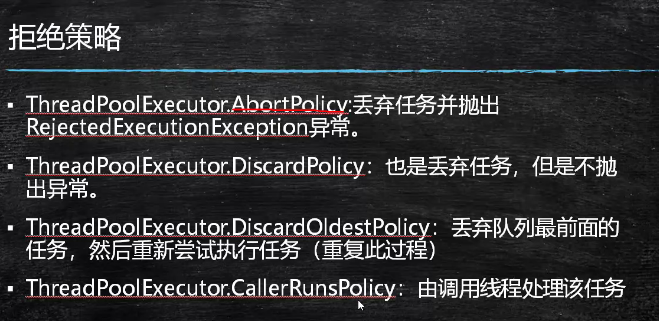 拒绝策略
▪ ThreadPoolExecutor.AbortPolicy:丢弃任务并抛出
RejectedExecutionException异常。
▪ ThreadPoolExecutor.DiscardPolicy：也是丢弃任务，但是不抛
出异常。
▪ ThreadPoolExecutor.DiscardOldestPolicy：丢弃队列最前面的
任务，然后重新尝试执行任务（重复此过程）
▪ ThreadPoolExecutor.CallerRunsPolicy：由调用线程处理该任务